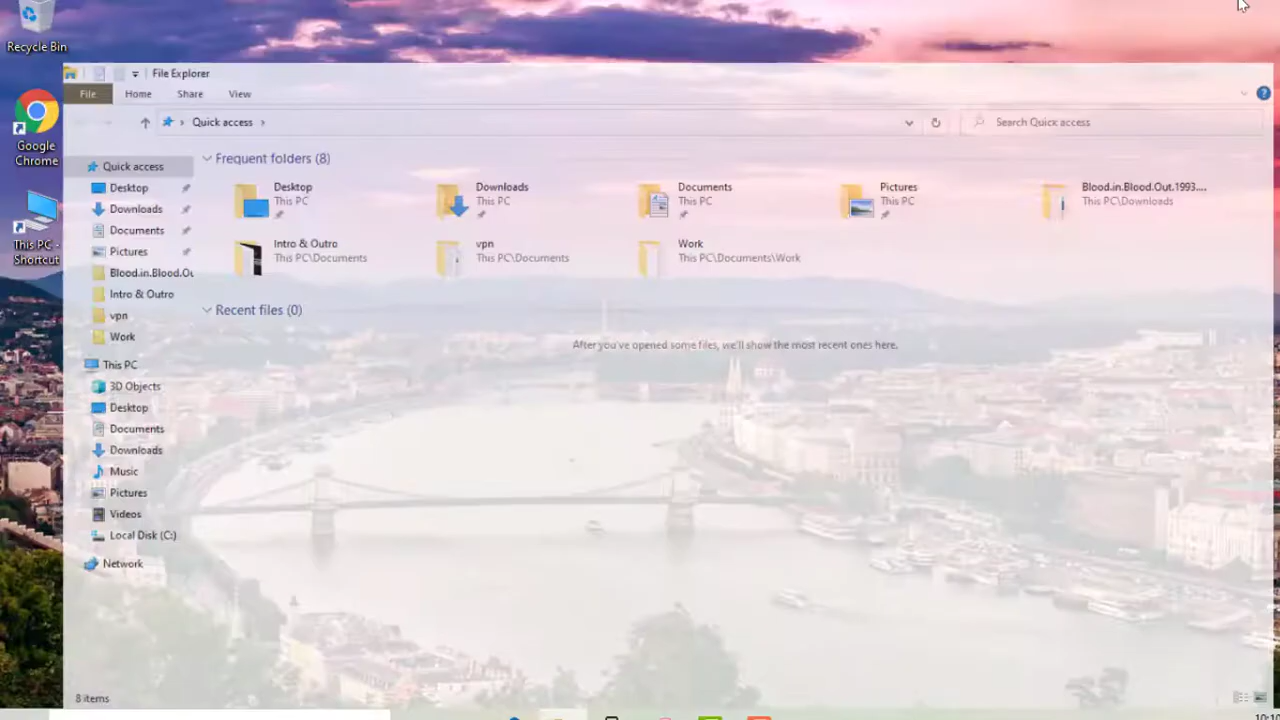 Recycle Bin
Google
Chrome
This PC -
Shortcut
File Explorer
File Home Share View
Quick access
Search Quick access
Quick access
Desktop
Downloads
Documents
Pictures
Blood.in.Blood.Ou
Intro & Outro
vpn
Work
This PC
3D Objects
Desktop
Documents
Downloads
Music
Pictures
Videos
Local Disk (C:)
Network
Frequent folders (8)
Desktop
This PC
Downloads
This PC
Documents
This PC
Pictures
This PC
Blood.in.Blood.Out.1993....
This PC\Downloads
Intro & Outro
This PC\Documents
vpn
This PC\Documents
Work
This PC\Documents\Work
Recent files (0)
After you've opened some files, we'll show the most recent ones here.
8 items